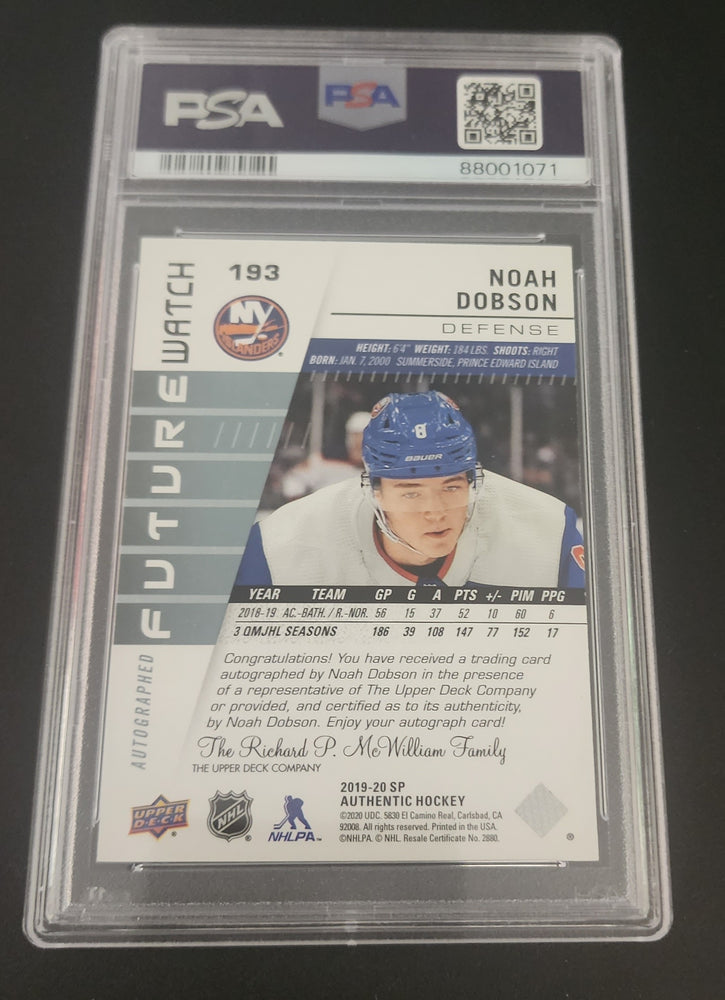 PSA
PSA
88001071
193
NOAH
DOBSON
DEFENSE
NY
ISLANDERS
HEIGHT: 6'4" WEIGHT: 184 LBS. SHOOTS: RIGHT
BORN: JAN. 7, 2000 SUMMERSIDE, PRINCE EDWARD ISLAND
AUTOGRAPHED FUTURE WATCH
8
BAUER
YEAR TEAM GP G A PTS +/- PIM PPG
2018-19 AC.-BATH. / R.-NOR. 56 15 37 52 10 60 6
3 QMJHL SEASONS 186 39 108 147 77 152 17
Congratulations! You have received a trading card
autographed by Noah Dobson in the presence
of a representative of The Upper Deck Company
or provided, and certified as to its authenticity,
by Noah Dobson. Enjoy your autograph card!
The Richard P. McWilliam Family
THE UPPER DECK COMPANY
2019-20 SP
AUTHENTIC HOCKEY
©2020 UDC. 5830 El Camino Real, Carlsbad, CA
92008. All rights reserved. Printed in the USA.
©NHLPA. © NHL. Resale Certificate No. 2880.
UPPER
DECK
NHL
NHLPA